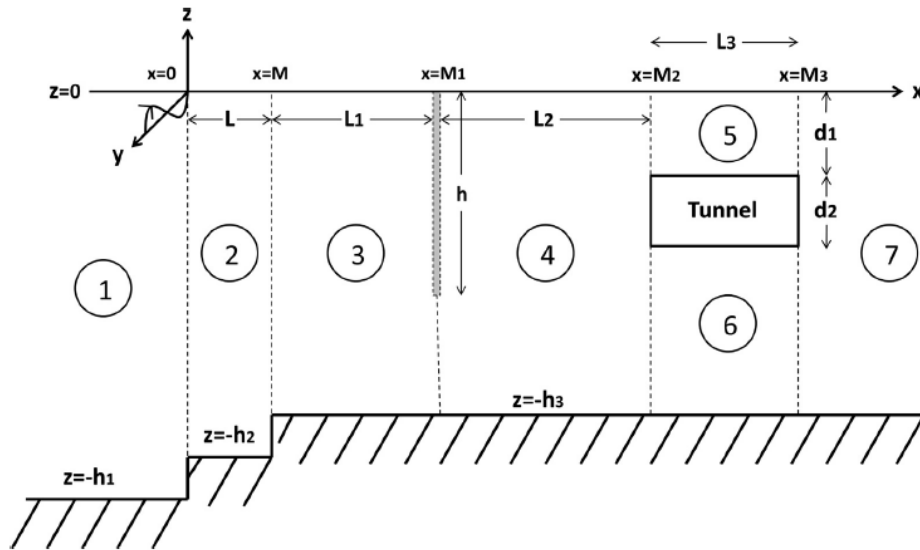 z
L₃
x=0
x=M
x=M₁
x=M₂
x=M₃
z=0
x
L
L₁
L₂
5
d₁
y
h
Tunnel
d₂
2
3
4
7
1
6
z=-h₃
z=-h₂
z=-h₁